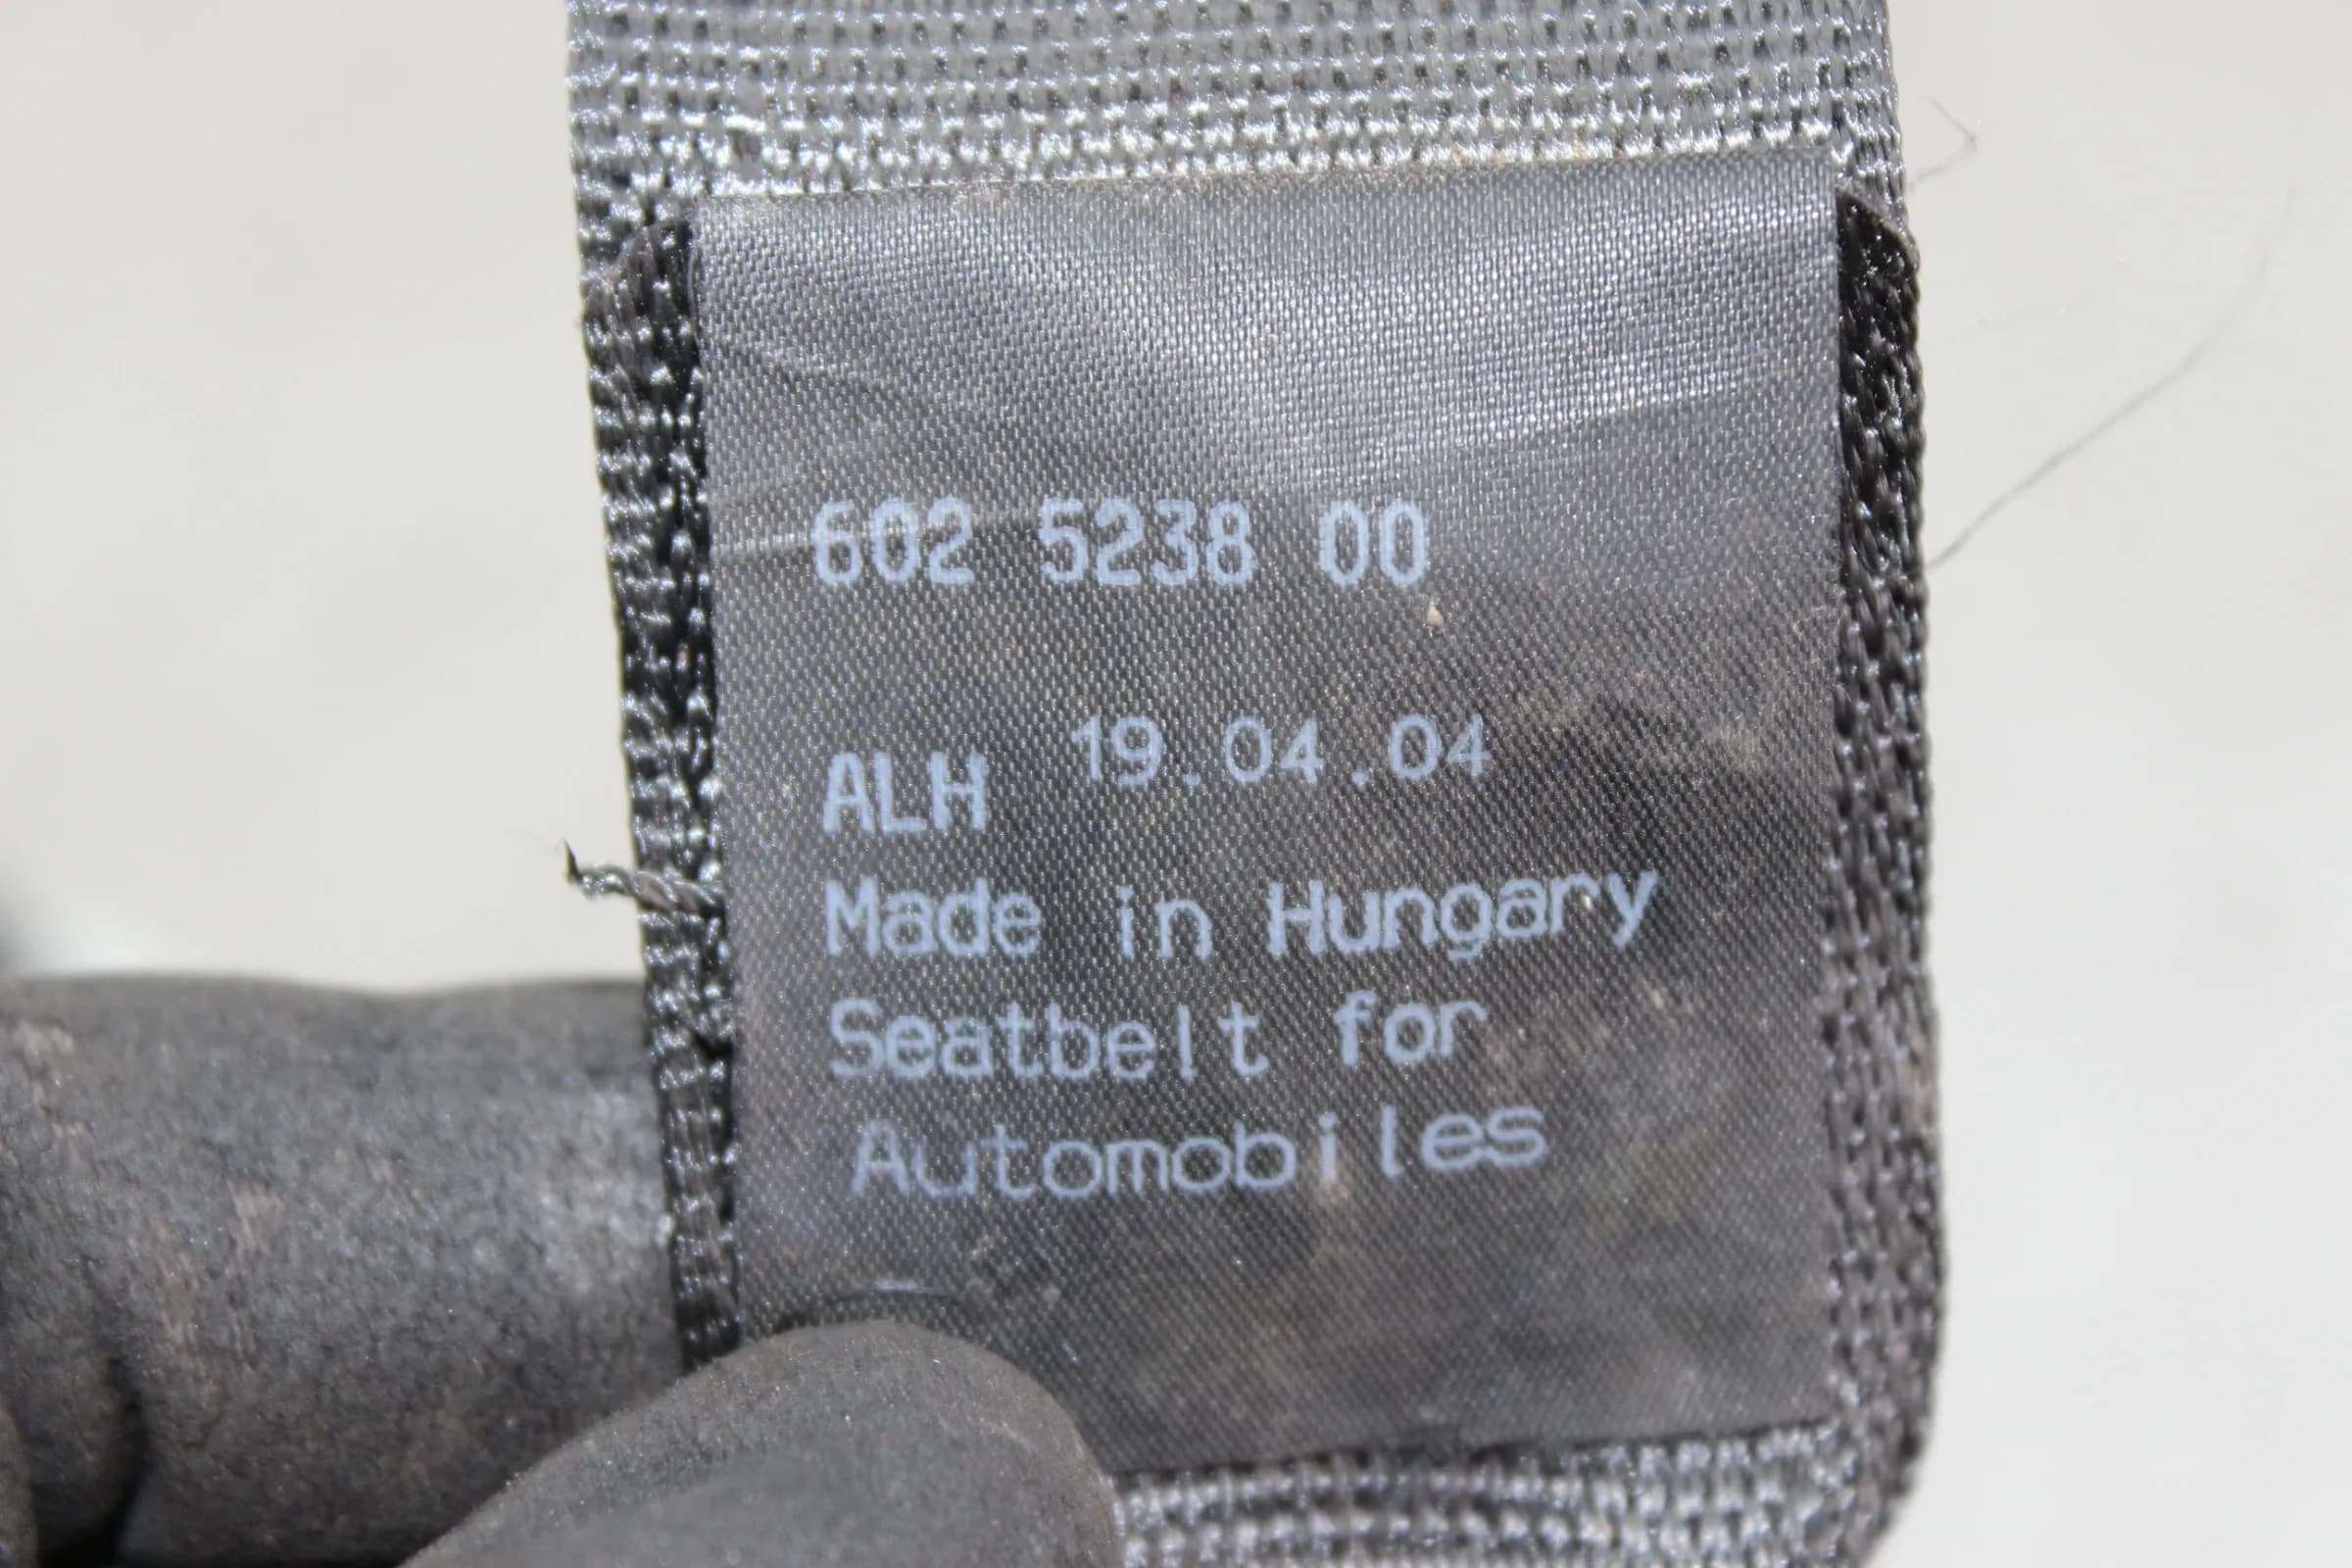 602 5238 00
ALH 19.04.04
Made in Hungary
Seatbelt for
Automobiles